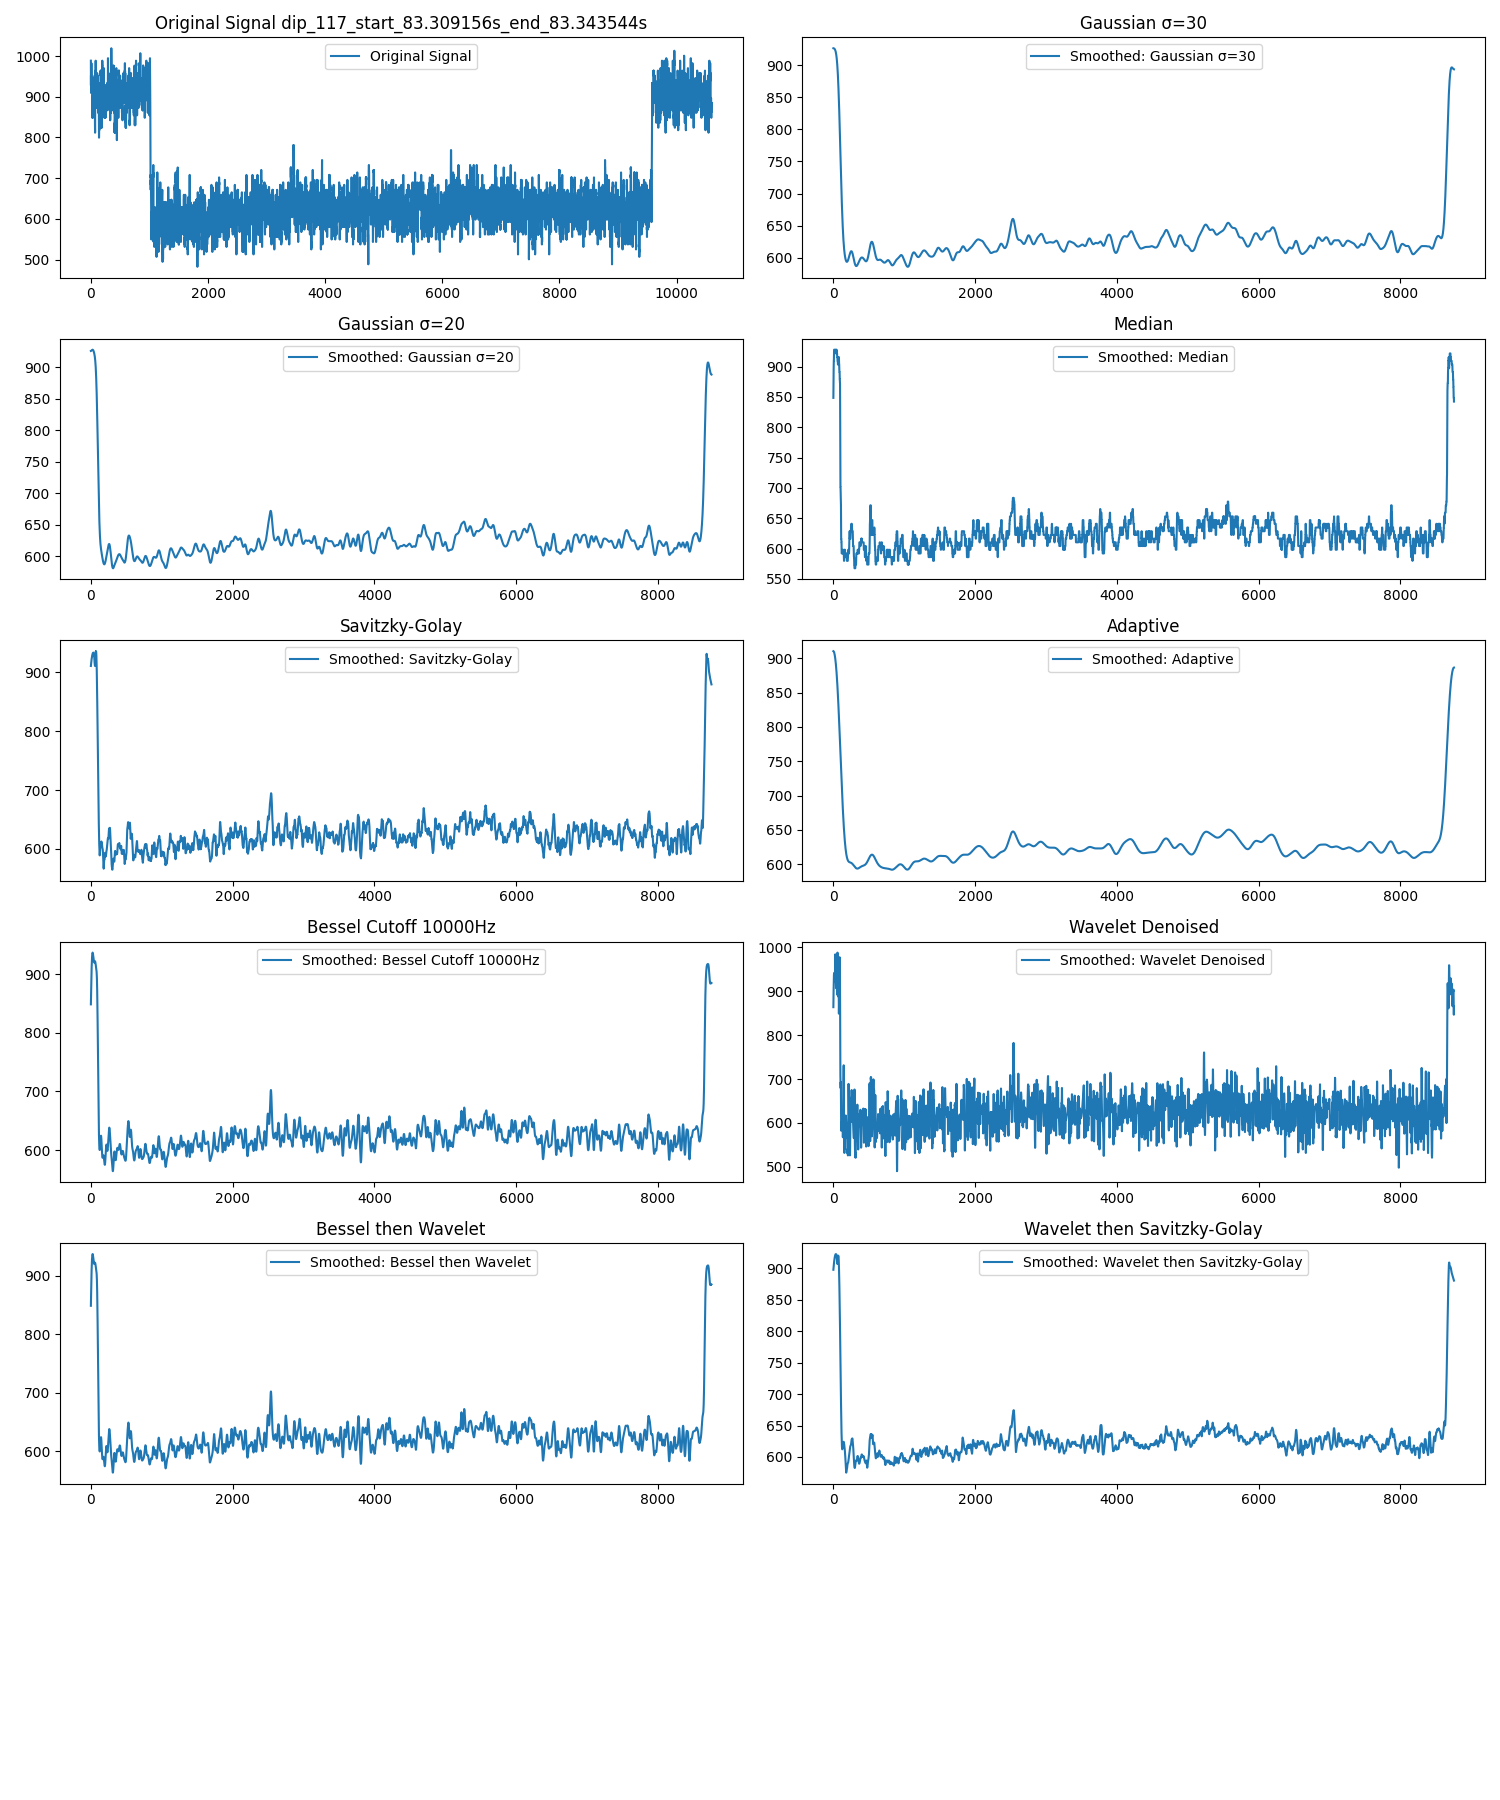 Original Signal dip_117_start_83.309156s_end_83.343544s
Original Signal
1000
900
800
700
600
500
0 2000 4000 6000 8000 10000
Gaussian σ=30
Smoothed: Gaussian σ=30
900
850
800
750
700
650
600
0 2000 4000 6000 8000
Gaussian σ=20
Smoothed: Gaussian σ=20
900
850
800
750
700
650
600
0 2000 4000 6000 8000
Median
Smoothed: Median
900
850
800
750
700
650
600
550
0 2000 4000 6000 8000
Savitzky-Golay
Smoothed: Savitzky-Golay
900
800
700
600
0 2000 4000 6000 8000
Adaptive
Smoothed: Adaptive
900
850
800
750
700
650
600
0 2000 4000 6000 8000
Bessel Cutoff 10000Hz
Smoothed: Bessel Cutoff 10000Hz
900
800
700
600
0 2000 4000 6000 8000
Wavelet Denoised
Smoothed: Wavelet Denoised
1000
900
800
700
600
500
0 2000 4000 6000 8000
Bessel then Wavelet
Smoothed: Bessel then Wavelet
900
800
700
600
0 2000 4000 6000 8000
Wavelet then Savitzky-Golay
Smoothed: Wavelet then Savitzky-Golay
900
850
800
750
700
650
600
0 2000 4000 6000 8000